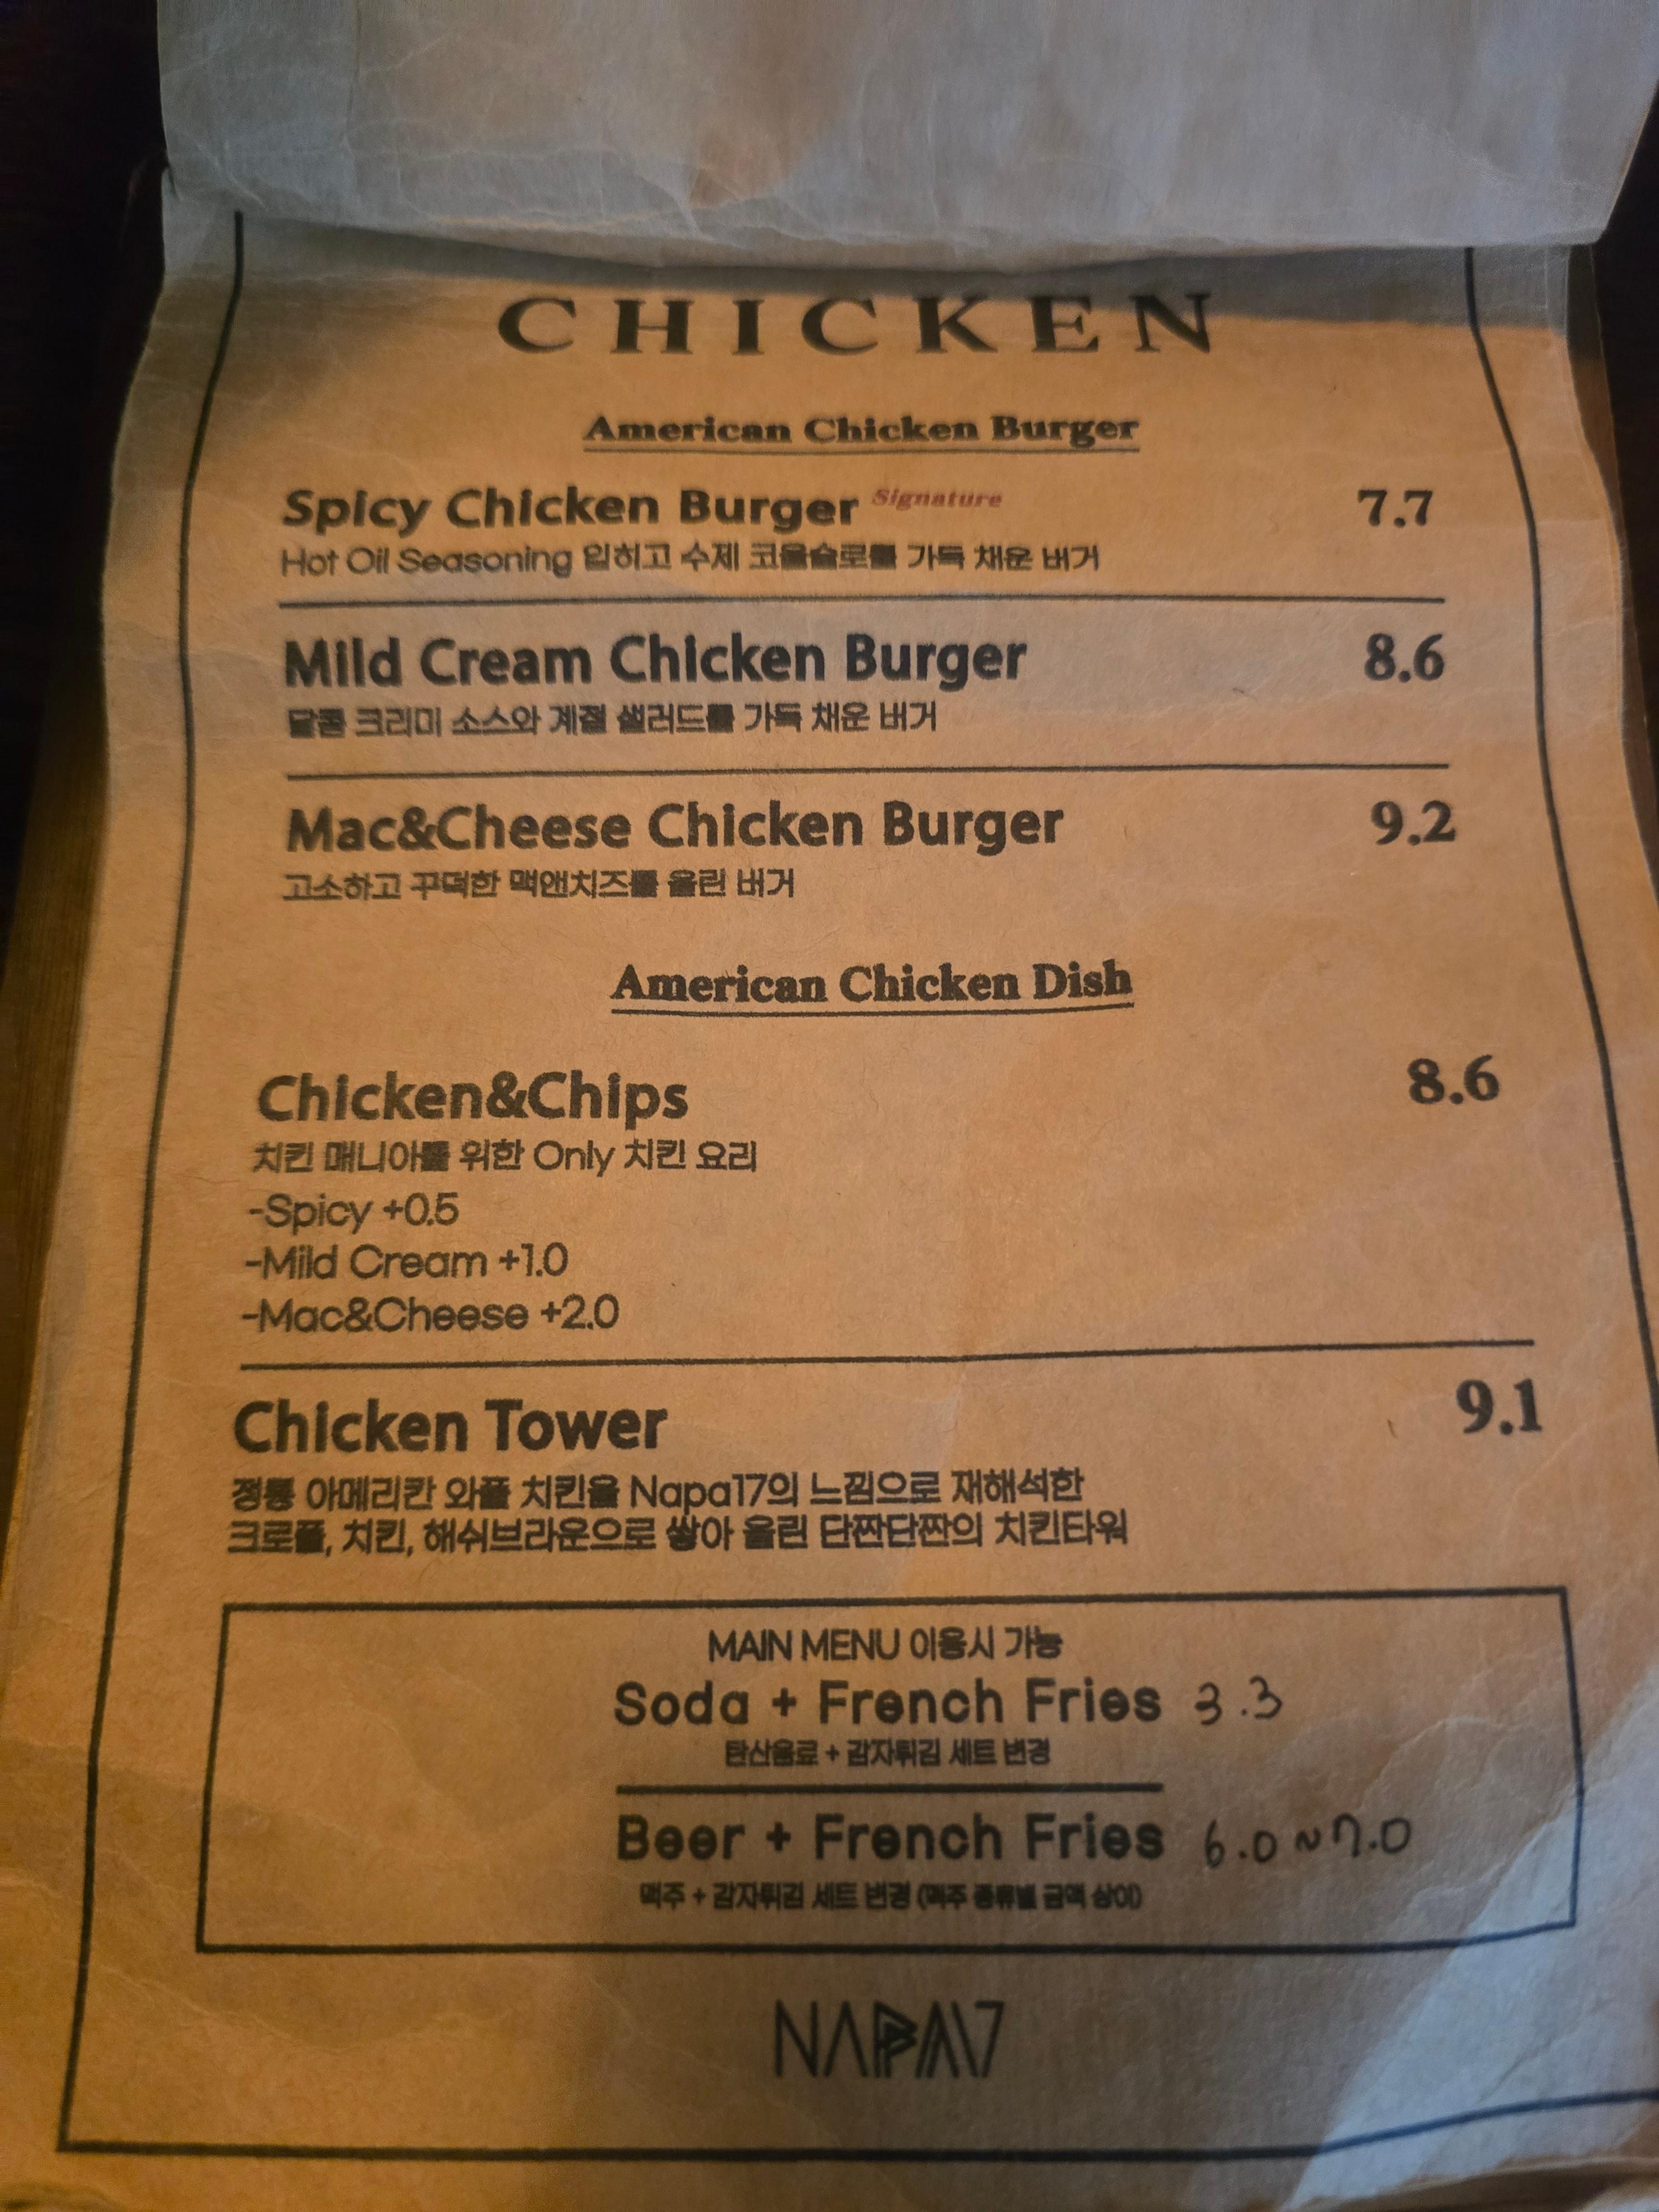 CHICKEN
American Chicken Burger
Spicy Chicken Burger Signature 7.7
Hot Oil Seasoning 입히고 수제 코울슬로를 가득 채운 버거
Mild Cream Chicken Burger 8.6
달콤 크리미 소스와 계절 샐러드를 가득 채운 버거
Mac&Cheese Chicken Burger 9.2
고소하고 꾸덕한 맥앤치즈를 올린 버거
American Chicken Dish
Chicken&Chips 8.6
치킨 매니아를 위한 Only 치킨 요리
-Spicy +0.5
-Mild Cream +1.0
-Mac&Cheese +2.0
Chicken Tower 9.1
정통 아메리칸 와플 치킨을 Napa17의 느낌으로 재해석한
크로플, 치킨, 해쉬브라운으로 쌓아 올린 단짠단짠의 치킨타워
MAIN MENU 이용시 가능
Soda + French Fries 3.3
탄산음료 + 감자튀김 세트 변경
Beer + French Fries 6.0~7.0
맥주 + 감자튀김 세트 변경 (맥주 종류별 금액 상이)
NAPA17